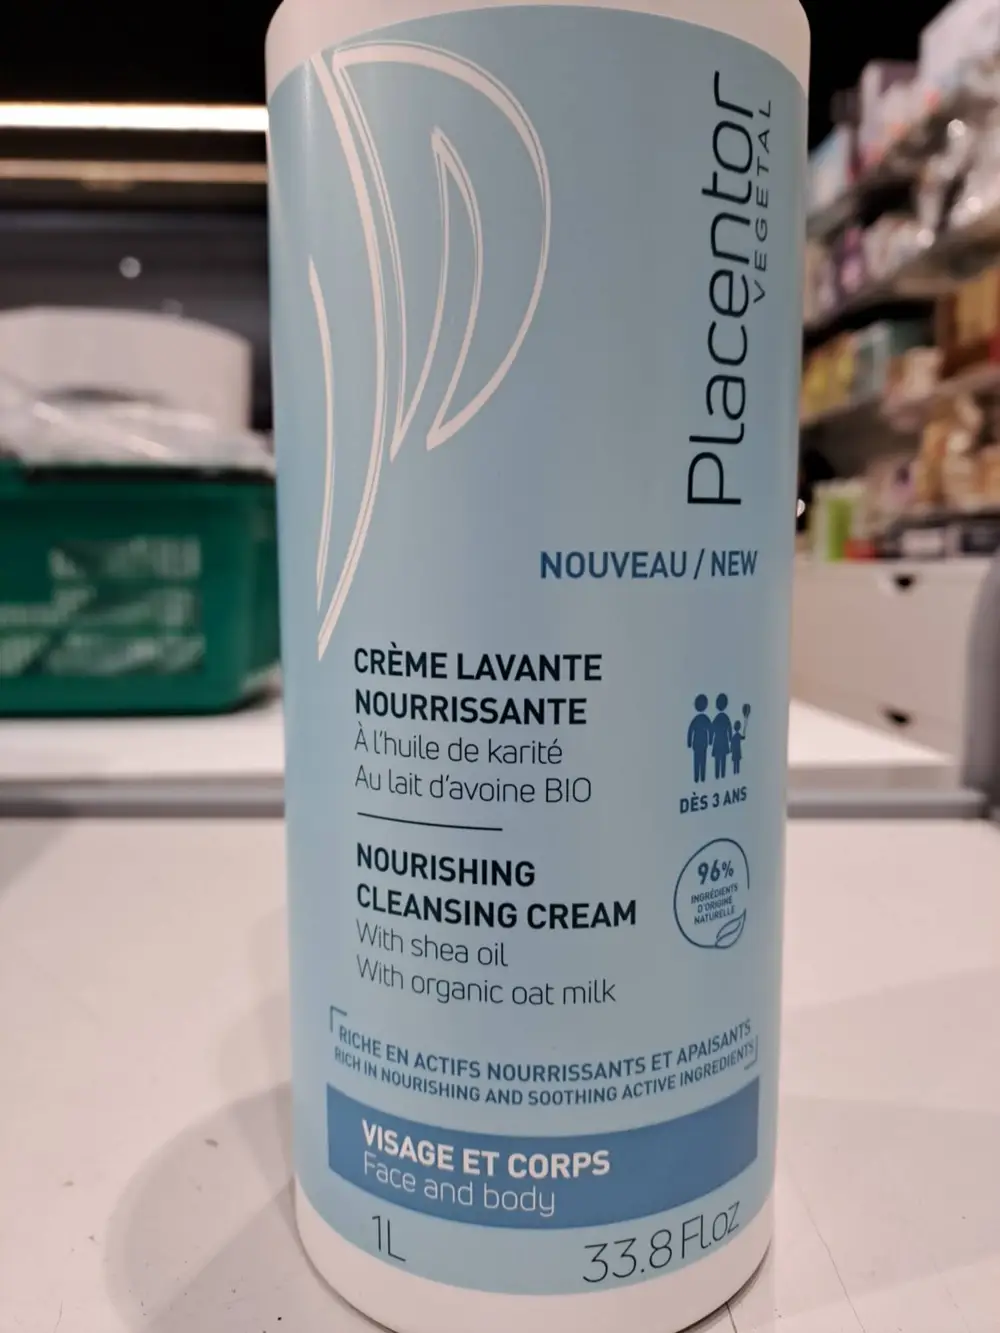 Placentor
VÉGÉTAL
NOUVEAU / NEW
CRÈME LAVANTE
NOURRISSANTE
À l'huile de karité
Au lait d'avoine BIO
DÈS 3 ANS
NOURISHING
CLEANSING CREAM
With shea oil
With organic oat milk
96%
INGRÉDIENTS
D'ORIGINE
NATURELLE
RICHE EN ACTIFS NOURRISSANTS ET APAISANTS
RICH IN NOURISHING AND SOOTHING ACTIVE INGREDIENTS
VISAGE ET CORPS
Face and body
1L
33.8 Fl.oz